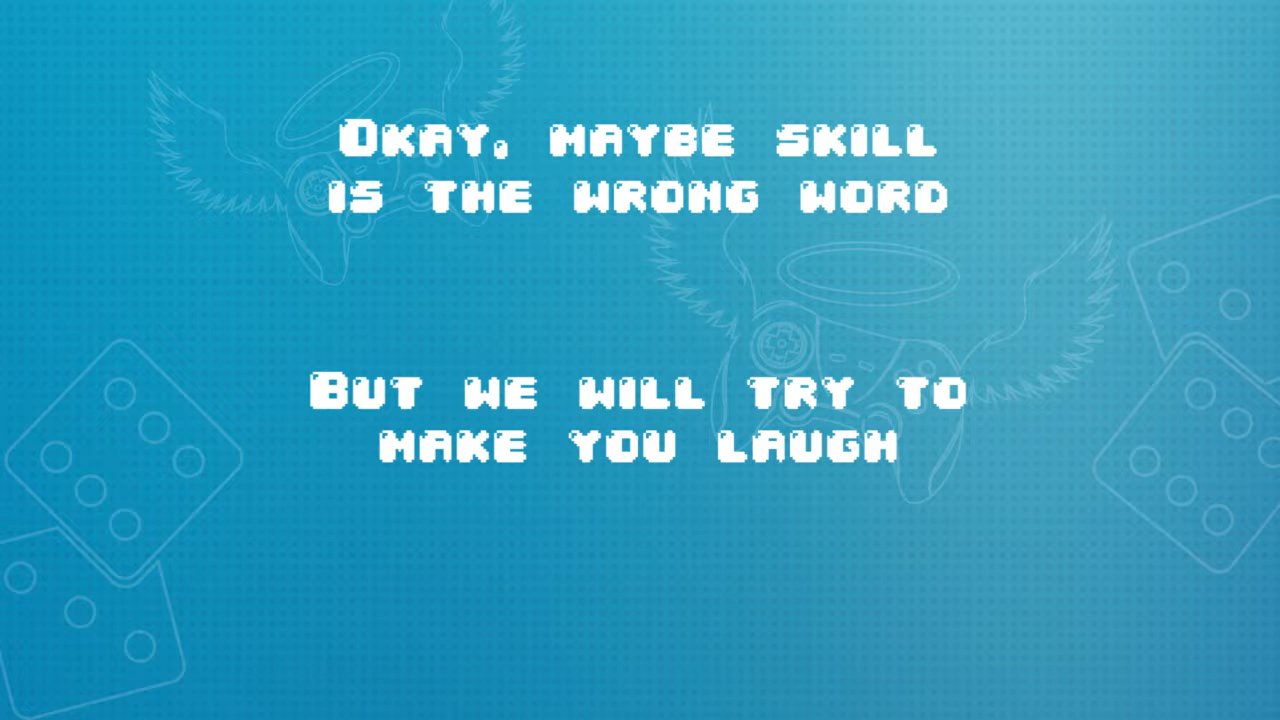 Okay, maybe skill
is the wrong word
But we will try to
make you laugh